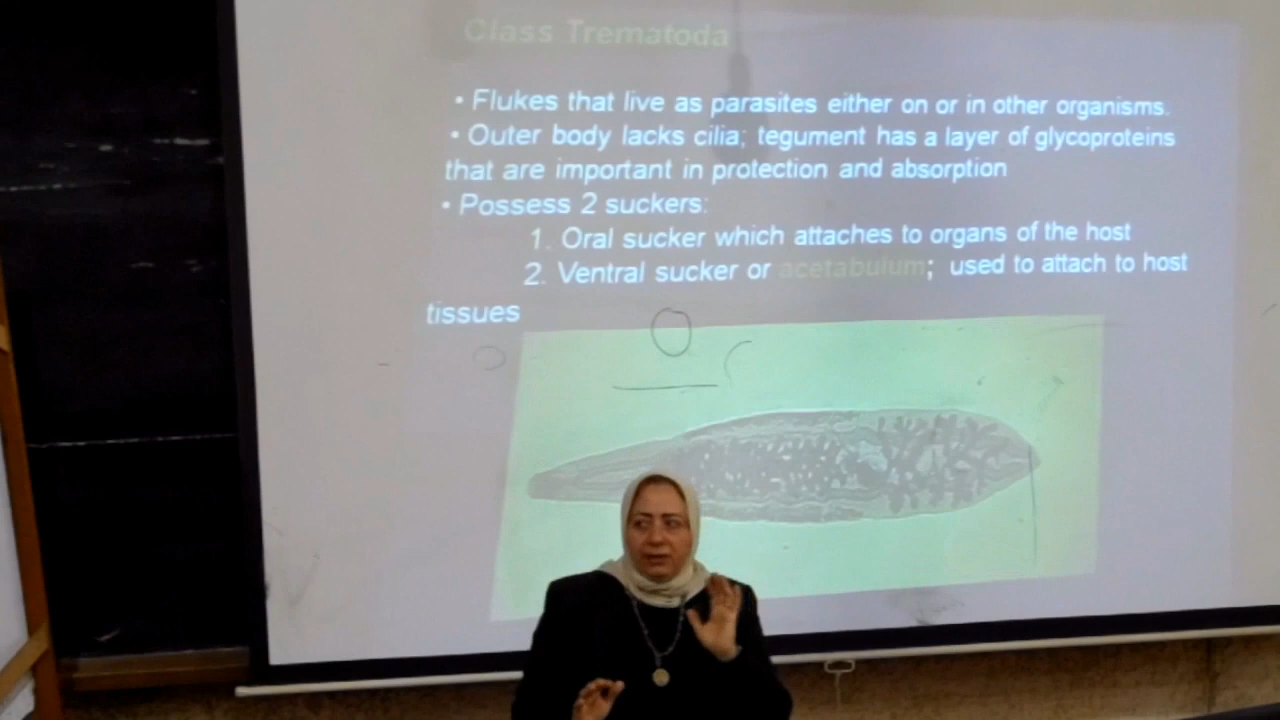 Class Trematoda
• Flukes that live as parasites either on or in other organisms.
• Outer body lacks cilia; tegument has a layer of glycoproteins
that are important in protection and absorption
• Possess 2 suckers:
1. Oral sucker which attaches to organs of the host
2. Ventral sucker or acetabulum; used to attach to host
tissues